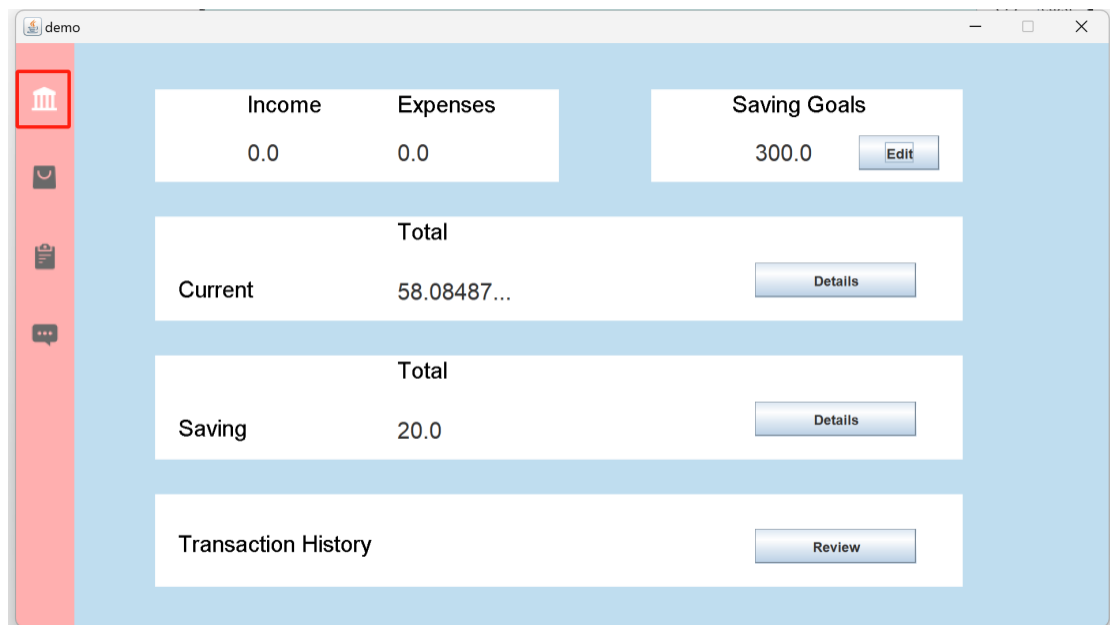 demo
Income Expenses
0.0 0.0
Saving Goals
300.0 Edit
Total
Current 58.08487... Details
Total
Saving 20.0 Details
Transaction History Review